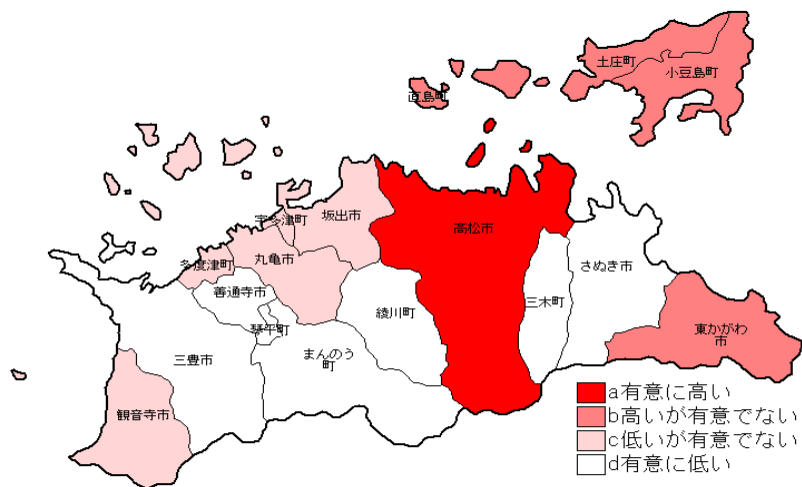 土庄町
小豆島町
直島町
宇多津町
坂出市
高松市
多度津町
丸亀市
さぬき市
善通寺市
綾川町
三木町
琴平町
東かがわ
市
三豊市
まんのう
町
観音寺市
a有意に高い
b高いが有意でない
c低いが有意でない
d有意に低い